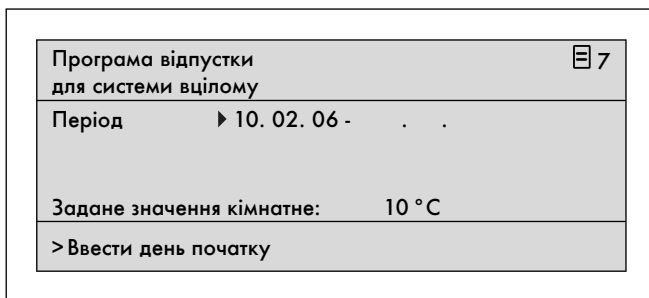 Програма відпустки 7
для системи вцілому
Період ▶ 10. 02. 06 - . .
Задане значення кімнатне: 10 °C
>Ввести день початку